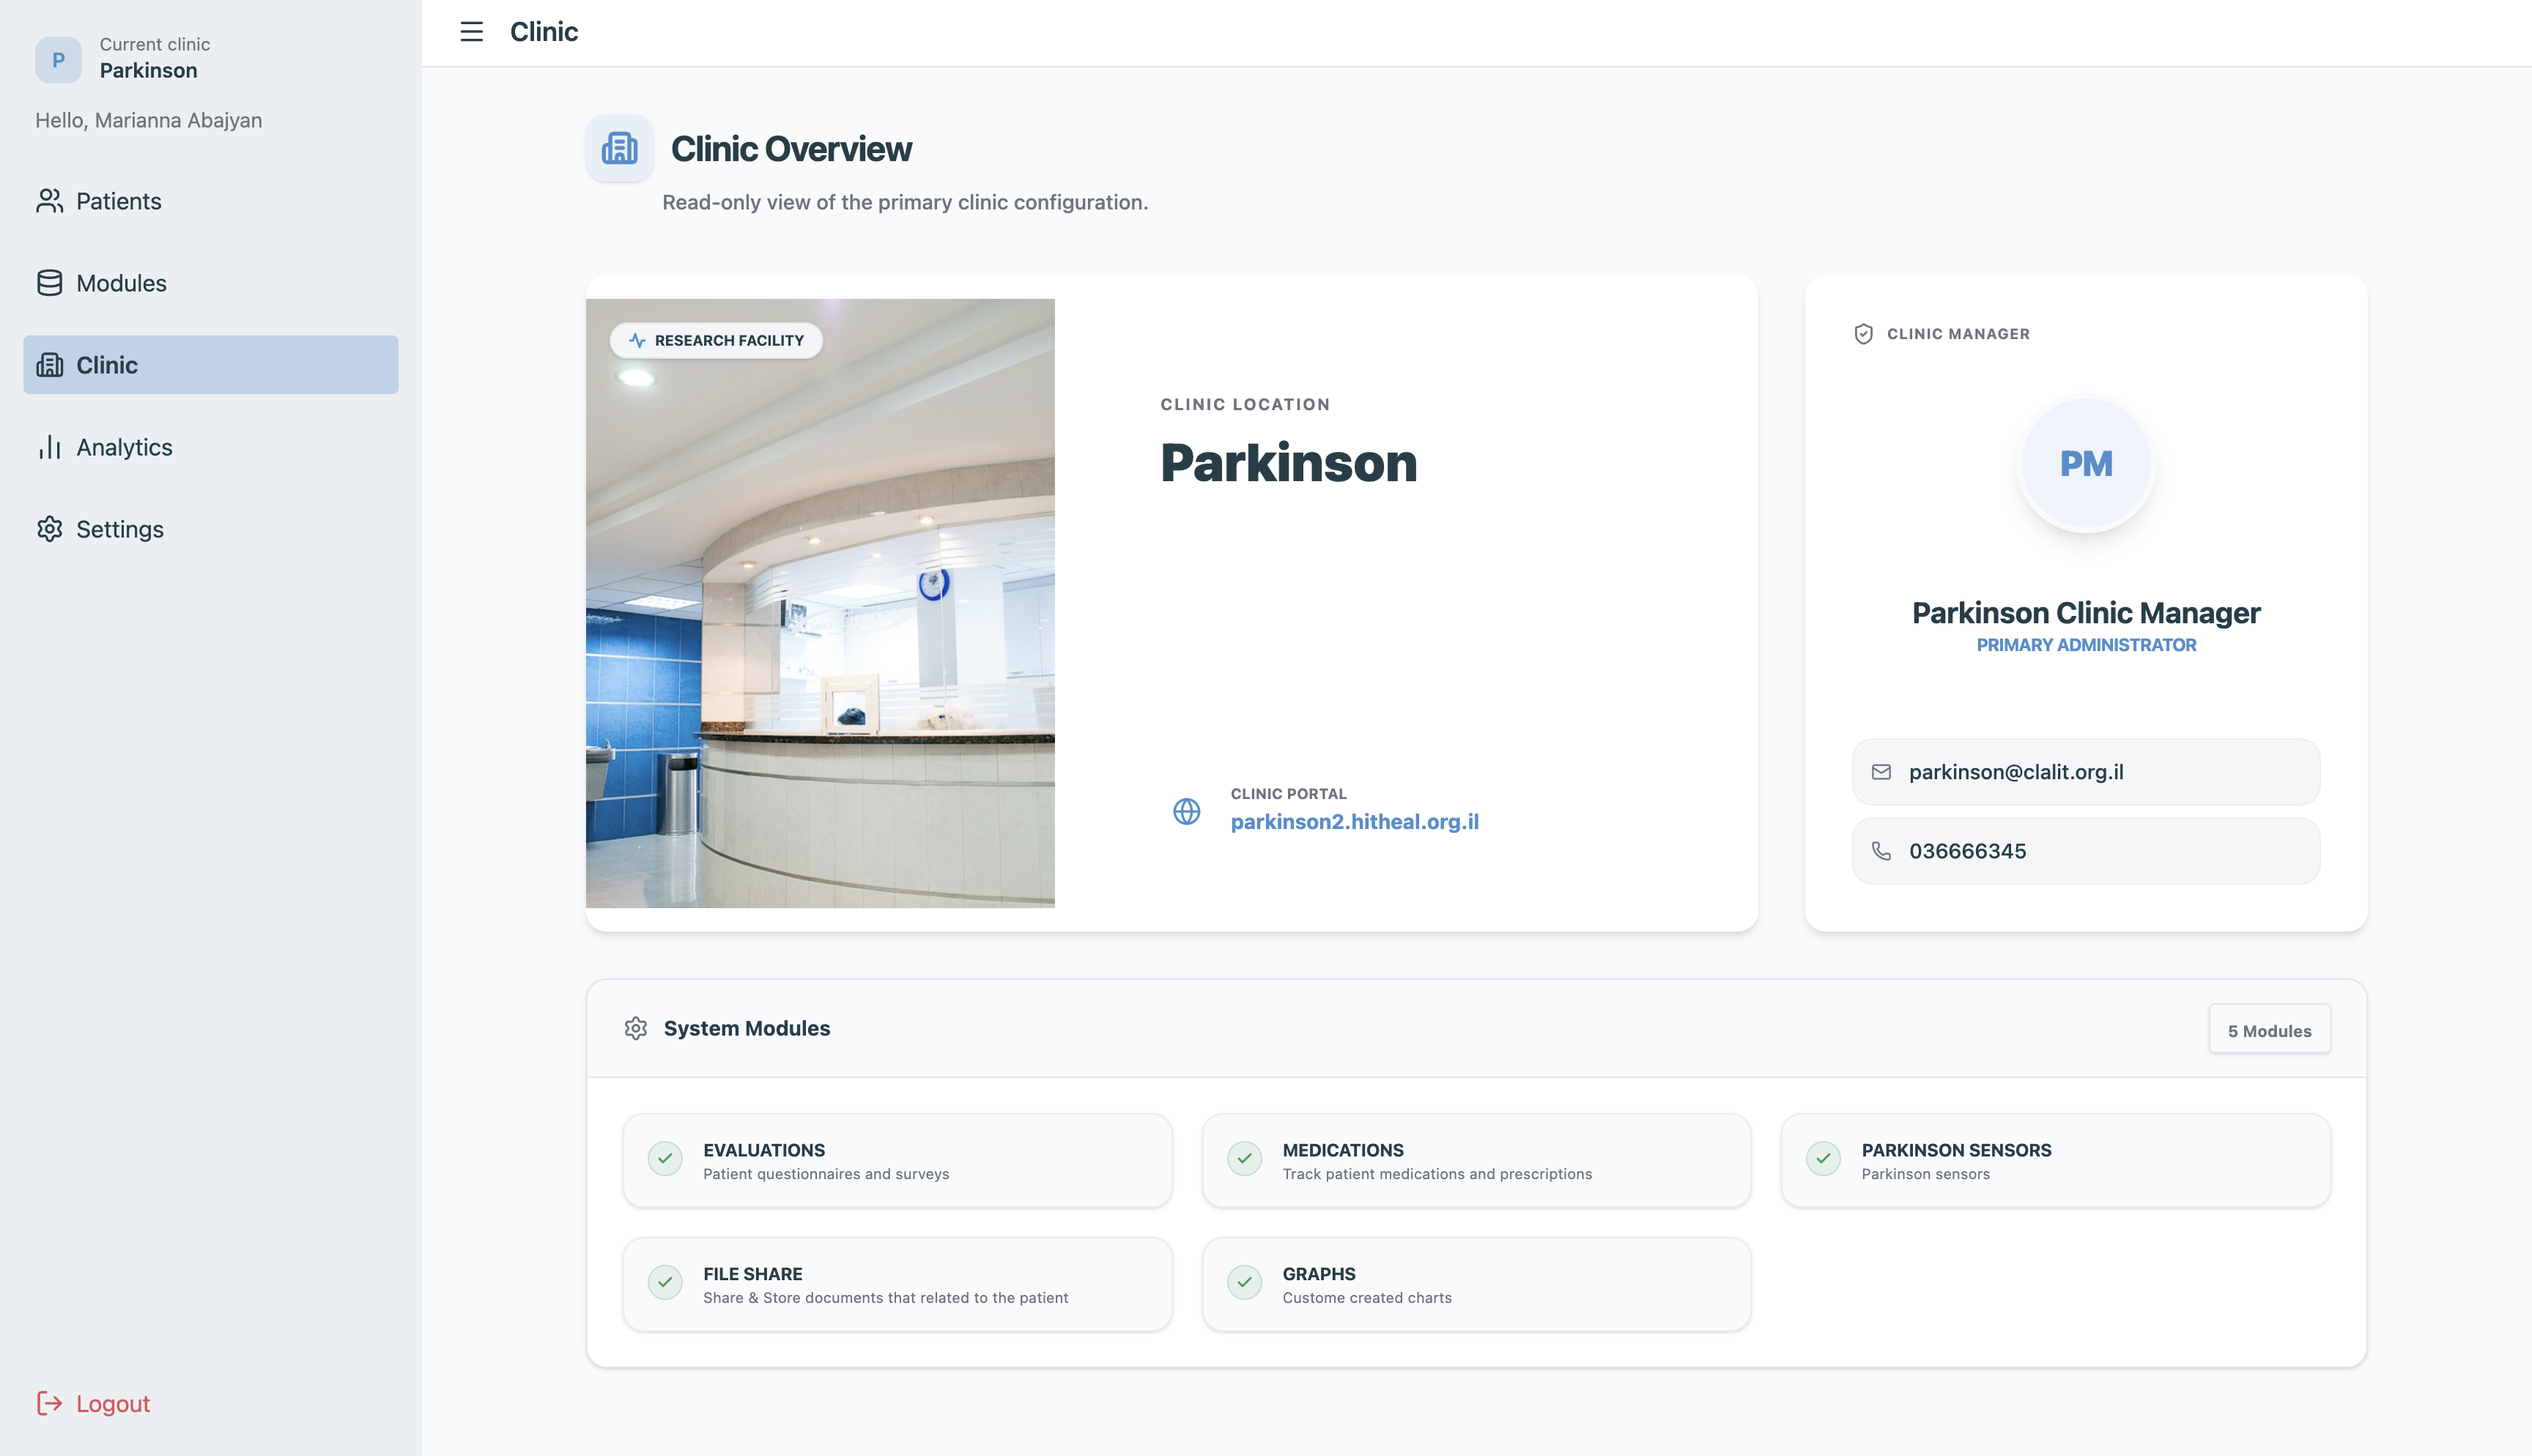 P
Current clinic
Parkinson
Hello, Marianna Abajyan
Patients
Modules
Clinic
Analytics
Settings
Logout
Clinic
Clinic Overview
Read-only view of the primary clinic configuration.
RESEARCH FACILITY
CLINIC LOCATION
Parkinson
CLINIC PORTAL
parkinson2.hitheal.org.il
CLINIC MANAGER
PM
Parkinson Clinic Manager
PRIMARY ADMINISTRATOR
parkinson@clalit.org.il
036666345
System Modules
5 Modules
EVALUATIONS
Patient questionnaires and surveys
MEDICATIONS
Track patient medications and prescriptions
PARKINSON SENSORS
Parkinson sensors
FILE SHARE
Share & Store documents that related to the patient
GRAPHS
Custome created charts